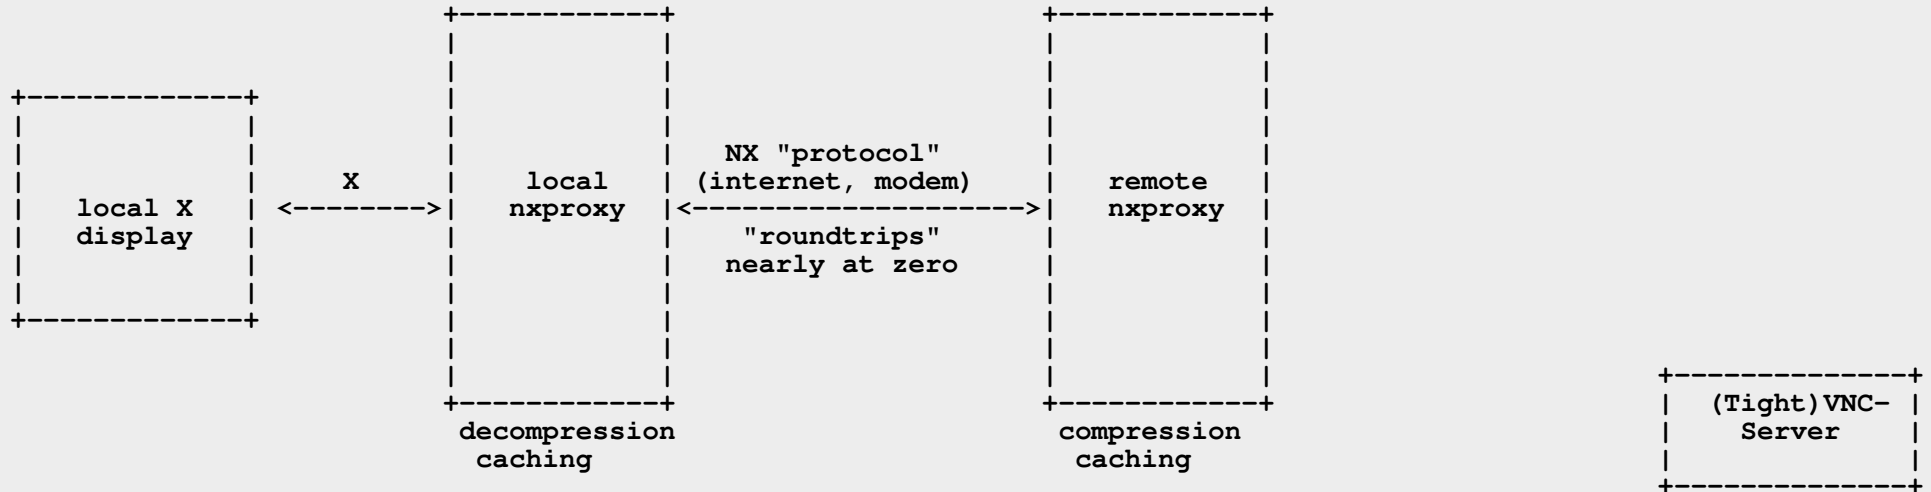 NX "protocol"
X local (internet, modem) remote
local X <--------> nxproxy <---------------------> nxproxy
display "roundtrips"
nearly at zero
(Tight)VNC-
decompression compression Server
caching caching